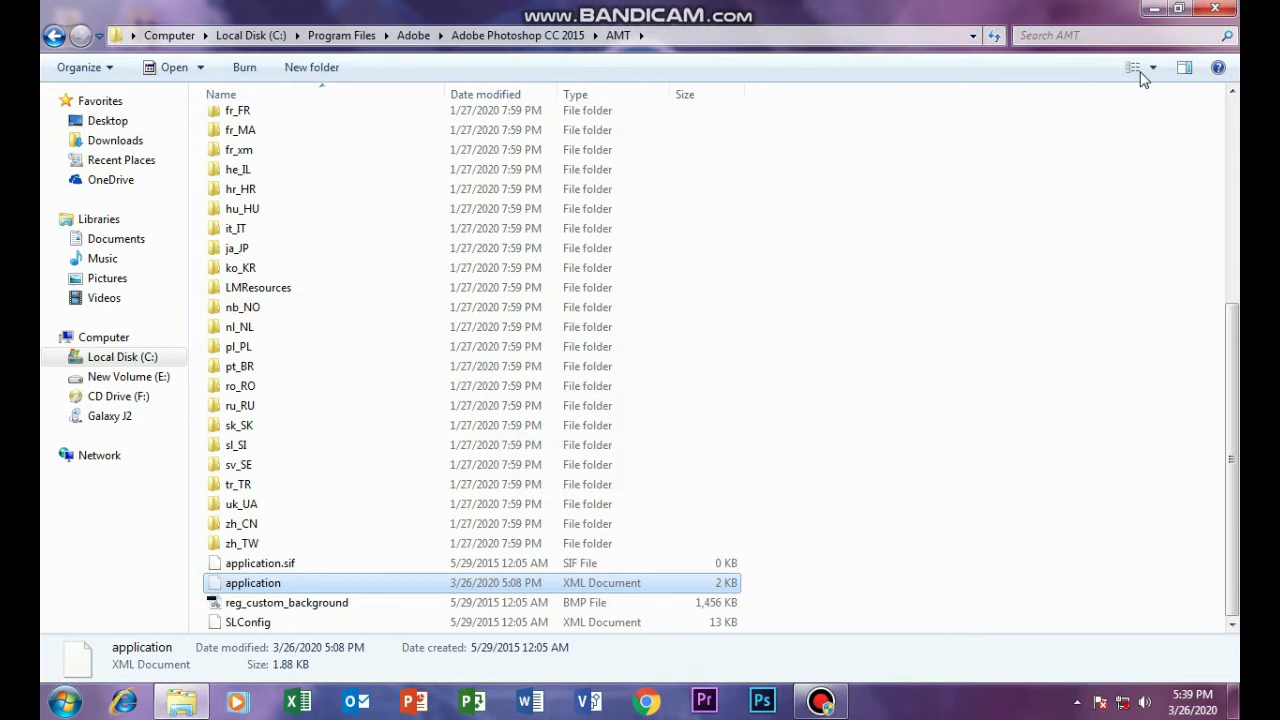 www.BANDICAM.com
Computer Local Disk (C:) Program Files Adobe Adobe Photoshop CC 2015 AMT Search AMT
Organize Open Burn New folder
Name Date modified Type Size
Favorites
Desktop
Downloads
Recent Places
OneDrive
Libraries
Documents
Music
Pictures
Videos
Computer
Local Disk (C:)
New Volume (E:)
CD Drive (F:)
Galaxy J2
Network
fr_FR 1/27/2020 7:59 PM File folder
fr_MA 1/27/2020 7:59 PM File folder
fr_xm 1/27/2020 7:59 PM File folder
he_IL 1/27/2020 7:59 PM File folder
hr_HR 1/27/2020 7:59 PM File folder
hu_HU 1/27/2020 7:59 PM File folder
it_IT 1/27/2020 7:59 PM File folder
ja_JP 1/27/2020 7:59 PM File folder
ko_KR 1/27/2020 7:59 PM File folder
LMResources 1/27/2020 7:59 PM File folder
nb_NO 1/27/2020 7:59 PM File folder
nl_NL 1/27/2020 7:59 PM File folder
pl_PL 1/27/2020 7:59 PM File folder
pt_BR 1/27/2020 7:59 PM File folder
ro_RO 1/27/2020 7:59 PM File folder
ru_RU 1/27/2020 7:59 PM File folder
sk_SK 1/27/2020 7:59 PM File folder
sl_SI 1/27/2020 7:59 PM File folder
sv_SE 1/27/2020 7:59 PM File folder
tr_TR 1/27/2020 7:59 PM File folder
uk_UA 1/27/2020 7:59 PM File folder
zh_CN 1/27/2020 7:59 PM File folder
zh_TW 1/27/2020 7:59 PM File folder
application.sif 5/29/2015 12:05 AM SIF File 0 KB
application 3/26/2020 5:08 PM XML Document 2 KB
reg_custom_background 5/29/2015 12:05 AM BMP File 1,456 KB
SLConfig 5/29/2015 12:05 AM XML Document 13 KB
application Date modified: 3/26/2020 5:08 PM Date created: 5/29/2015 12:05 AM
XML Document Size: 1.88 KB
Pr Ps
5:39 PM
3/26/2020